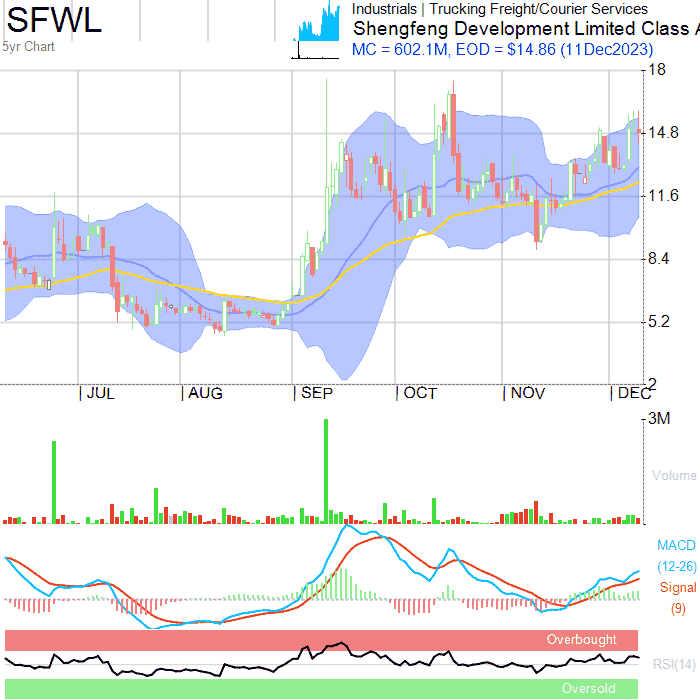 SFWL
5yr Chart
Industrials | Trucking Freight/Courier Services
Shengfeng Development Limited Class A
MC = 602.1M, EOD = $14.86 (11Dec2023)
18
14.8
11.6
8.4
5.2
2
JUL
AUG
SEP
OCT
NOV
DEC
3M
Volume
MACD
(12-26)
Signal
(9)
Overbought
RSI(14)
Oversold